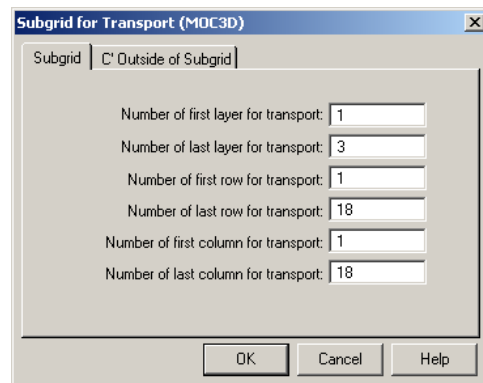 Subgrid for Transport (MOC3D)
Subgrid C' Outside of Subgrid
Number of first layer for transport: 1
Number of last layer for transport: 3
Number of first row for transport: 1
Number of last row for transport: 18
Number of first column for transport: 1
Number of last column for transport: 18
OK Cancel Help